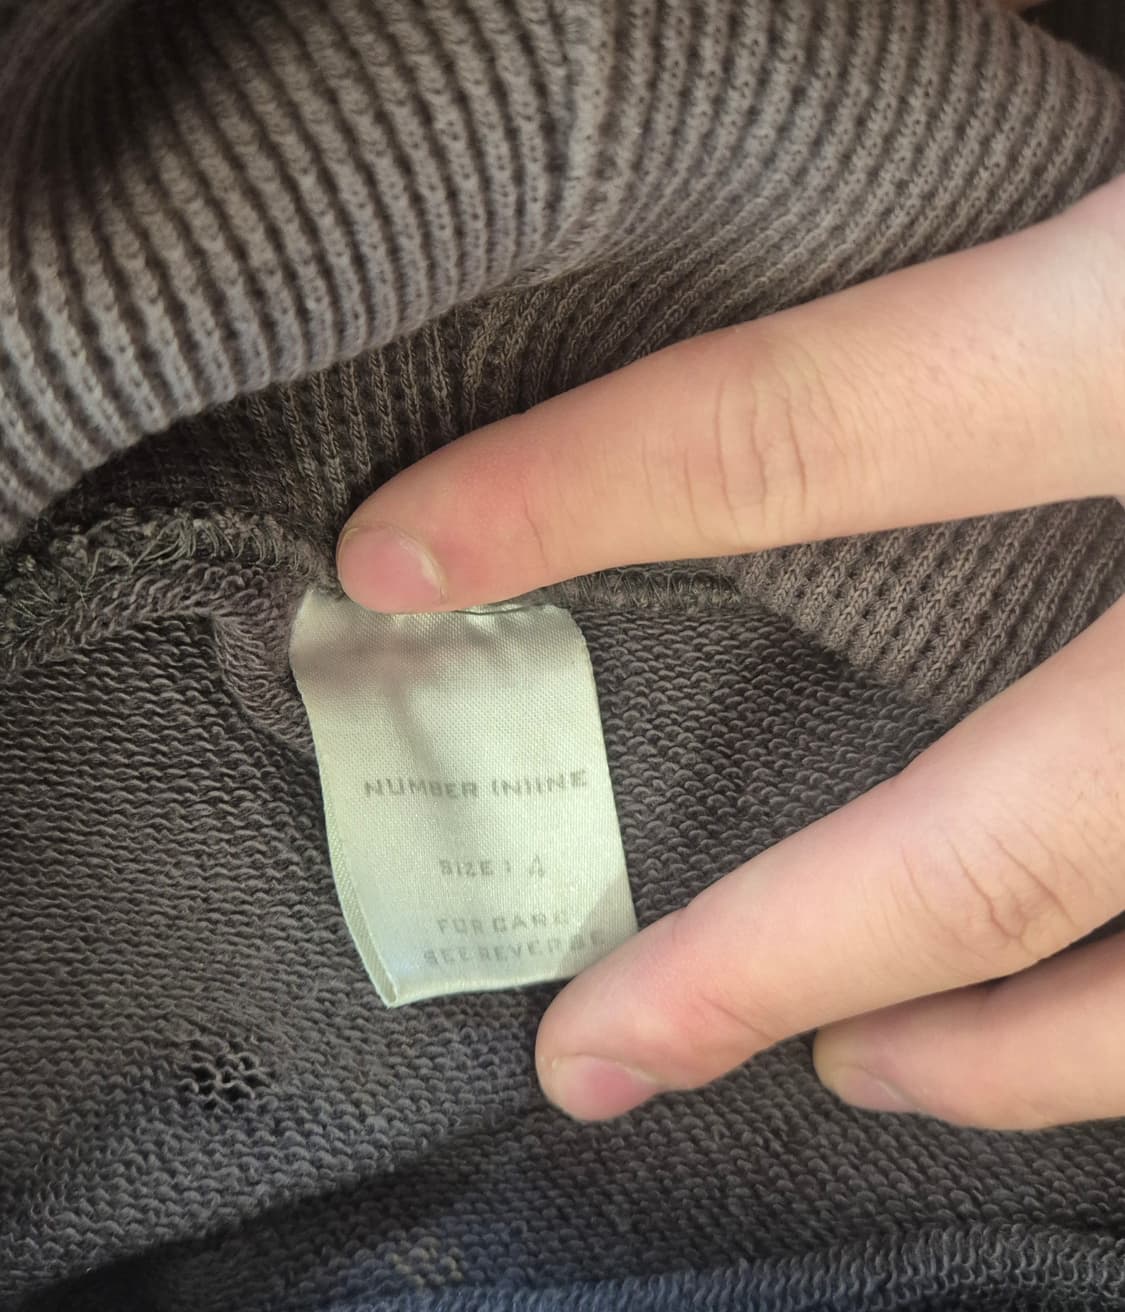 NUMBER (N)INE
SIZE : 4
FOR CARE
SEE REVERSE